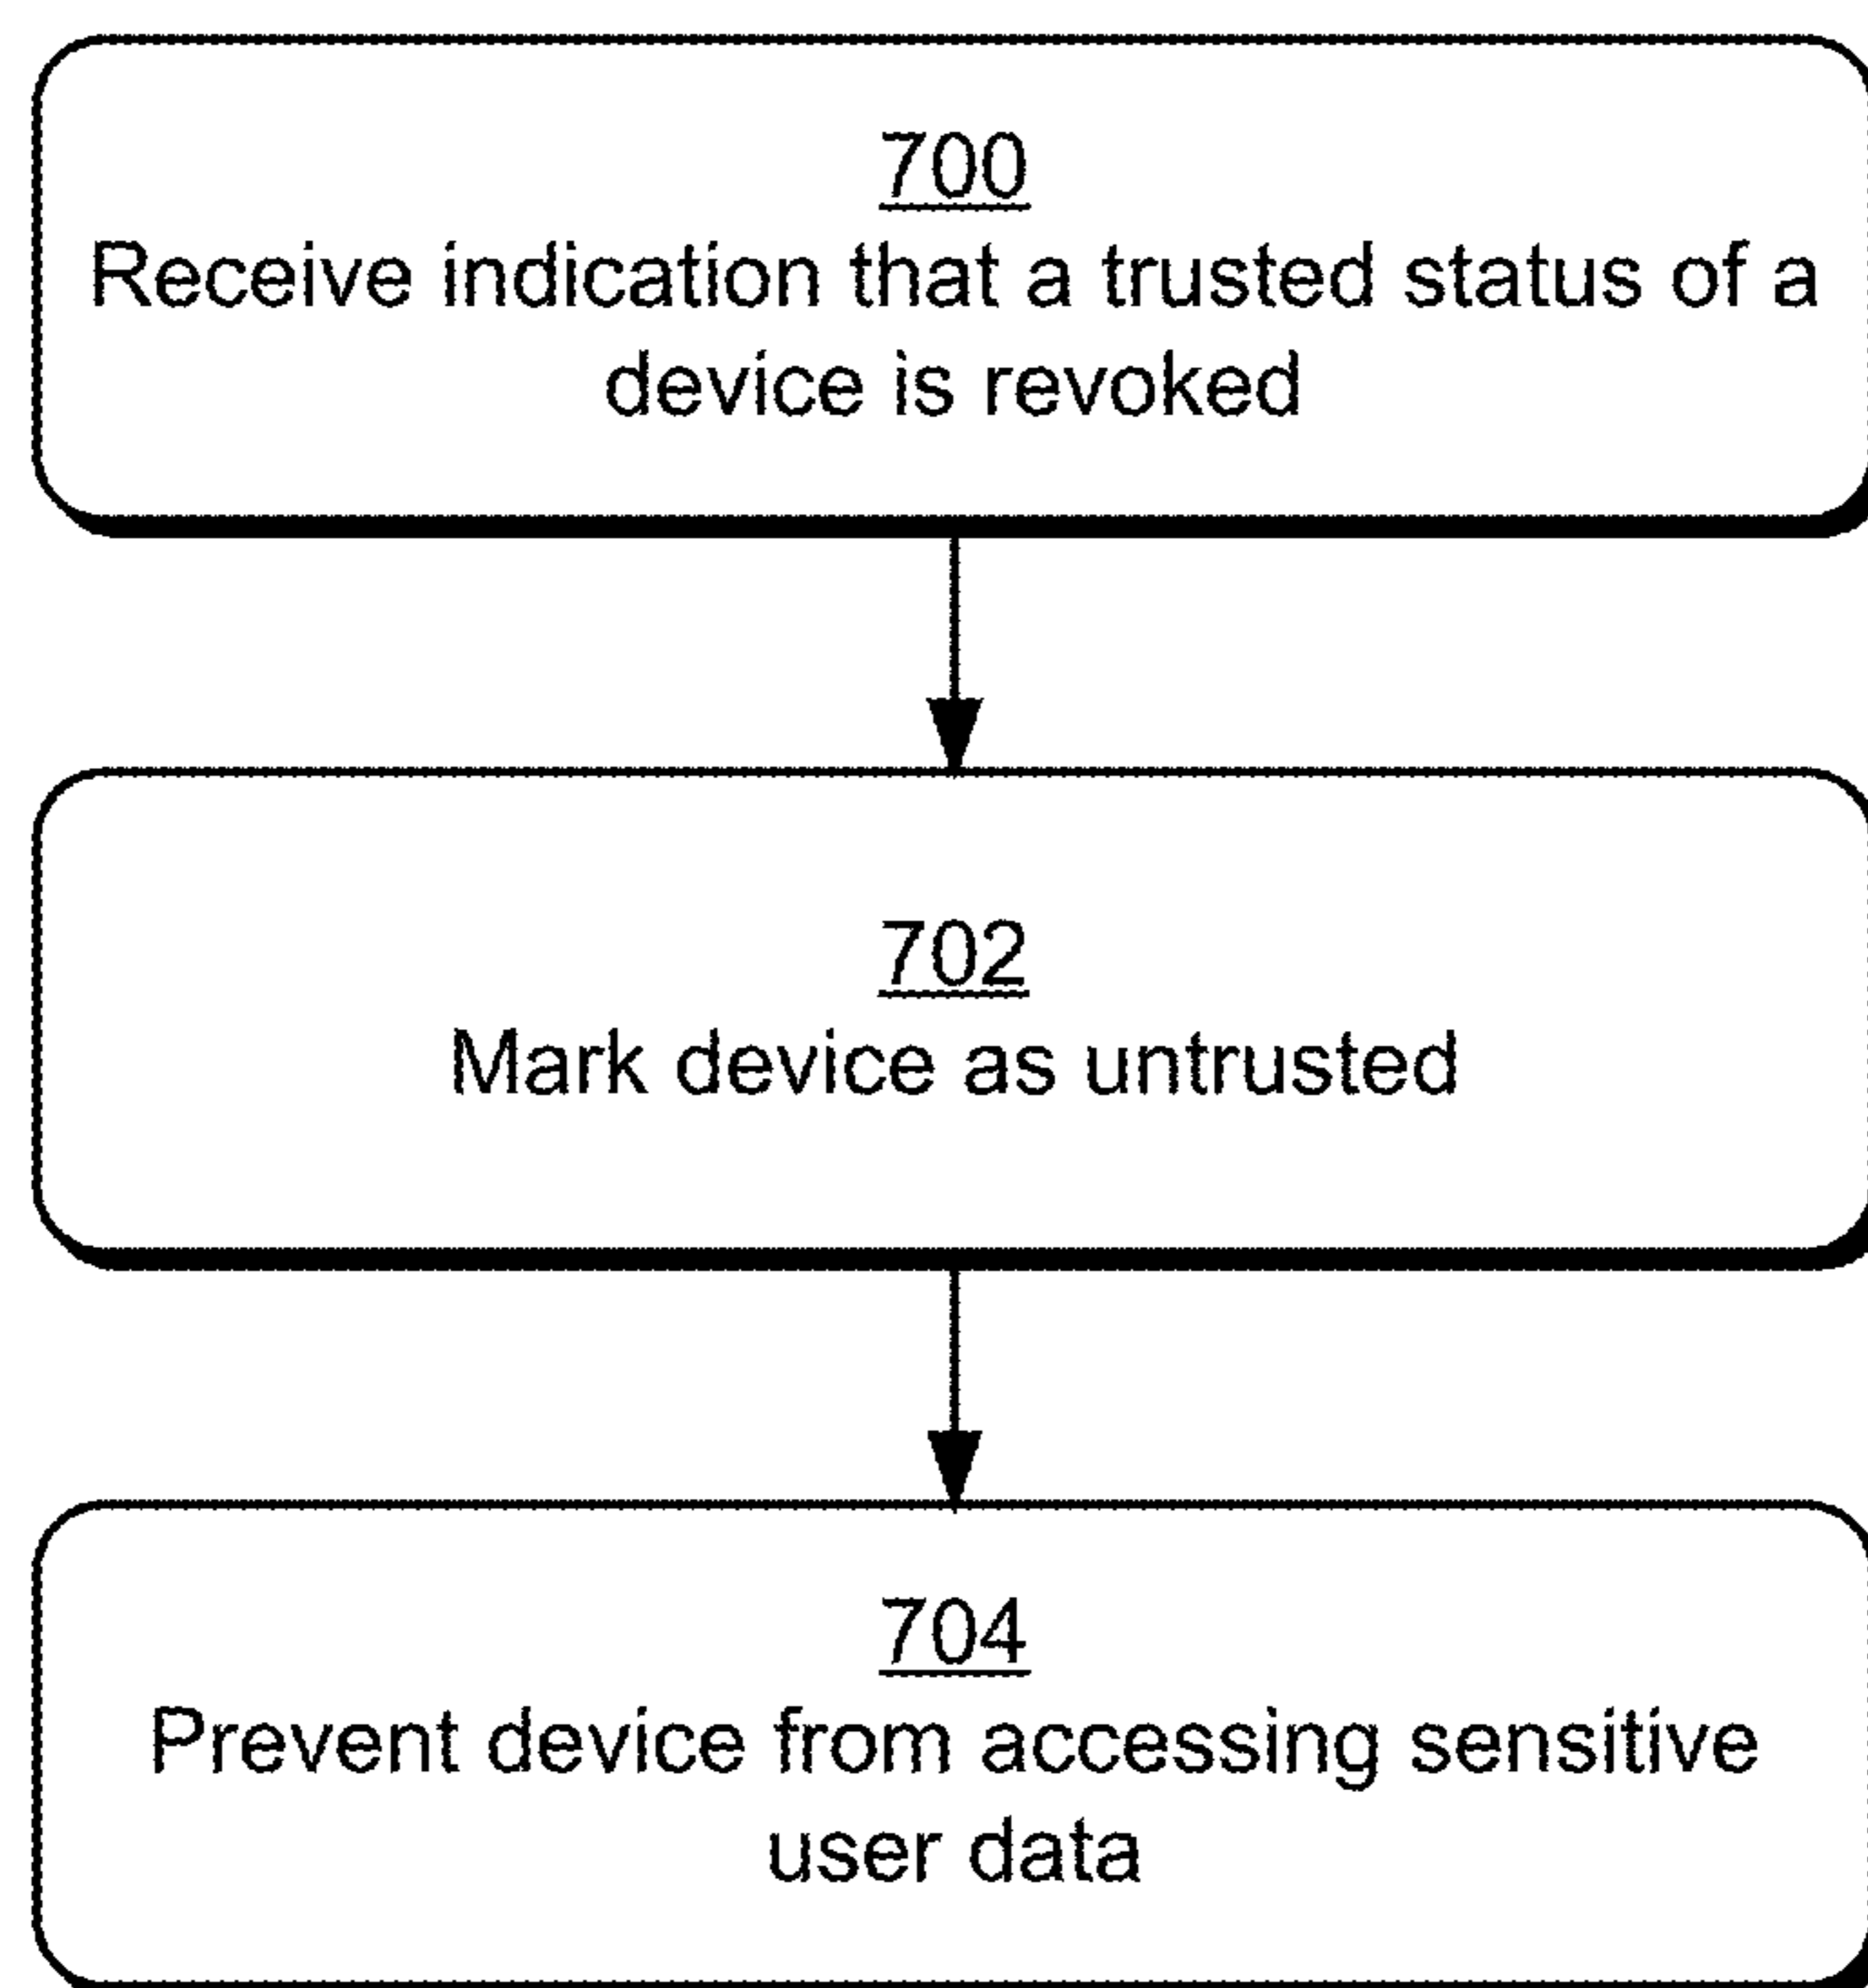 700
Receive indication that a trusted status of a
device is revoked
702
Mark device as untrusted
704
Prevent device from accessing sensitive
user data